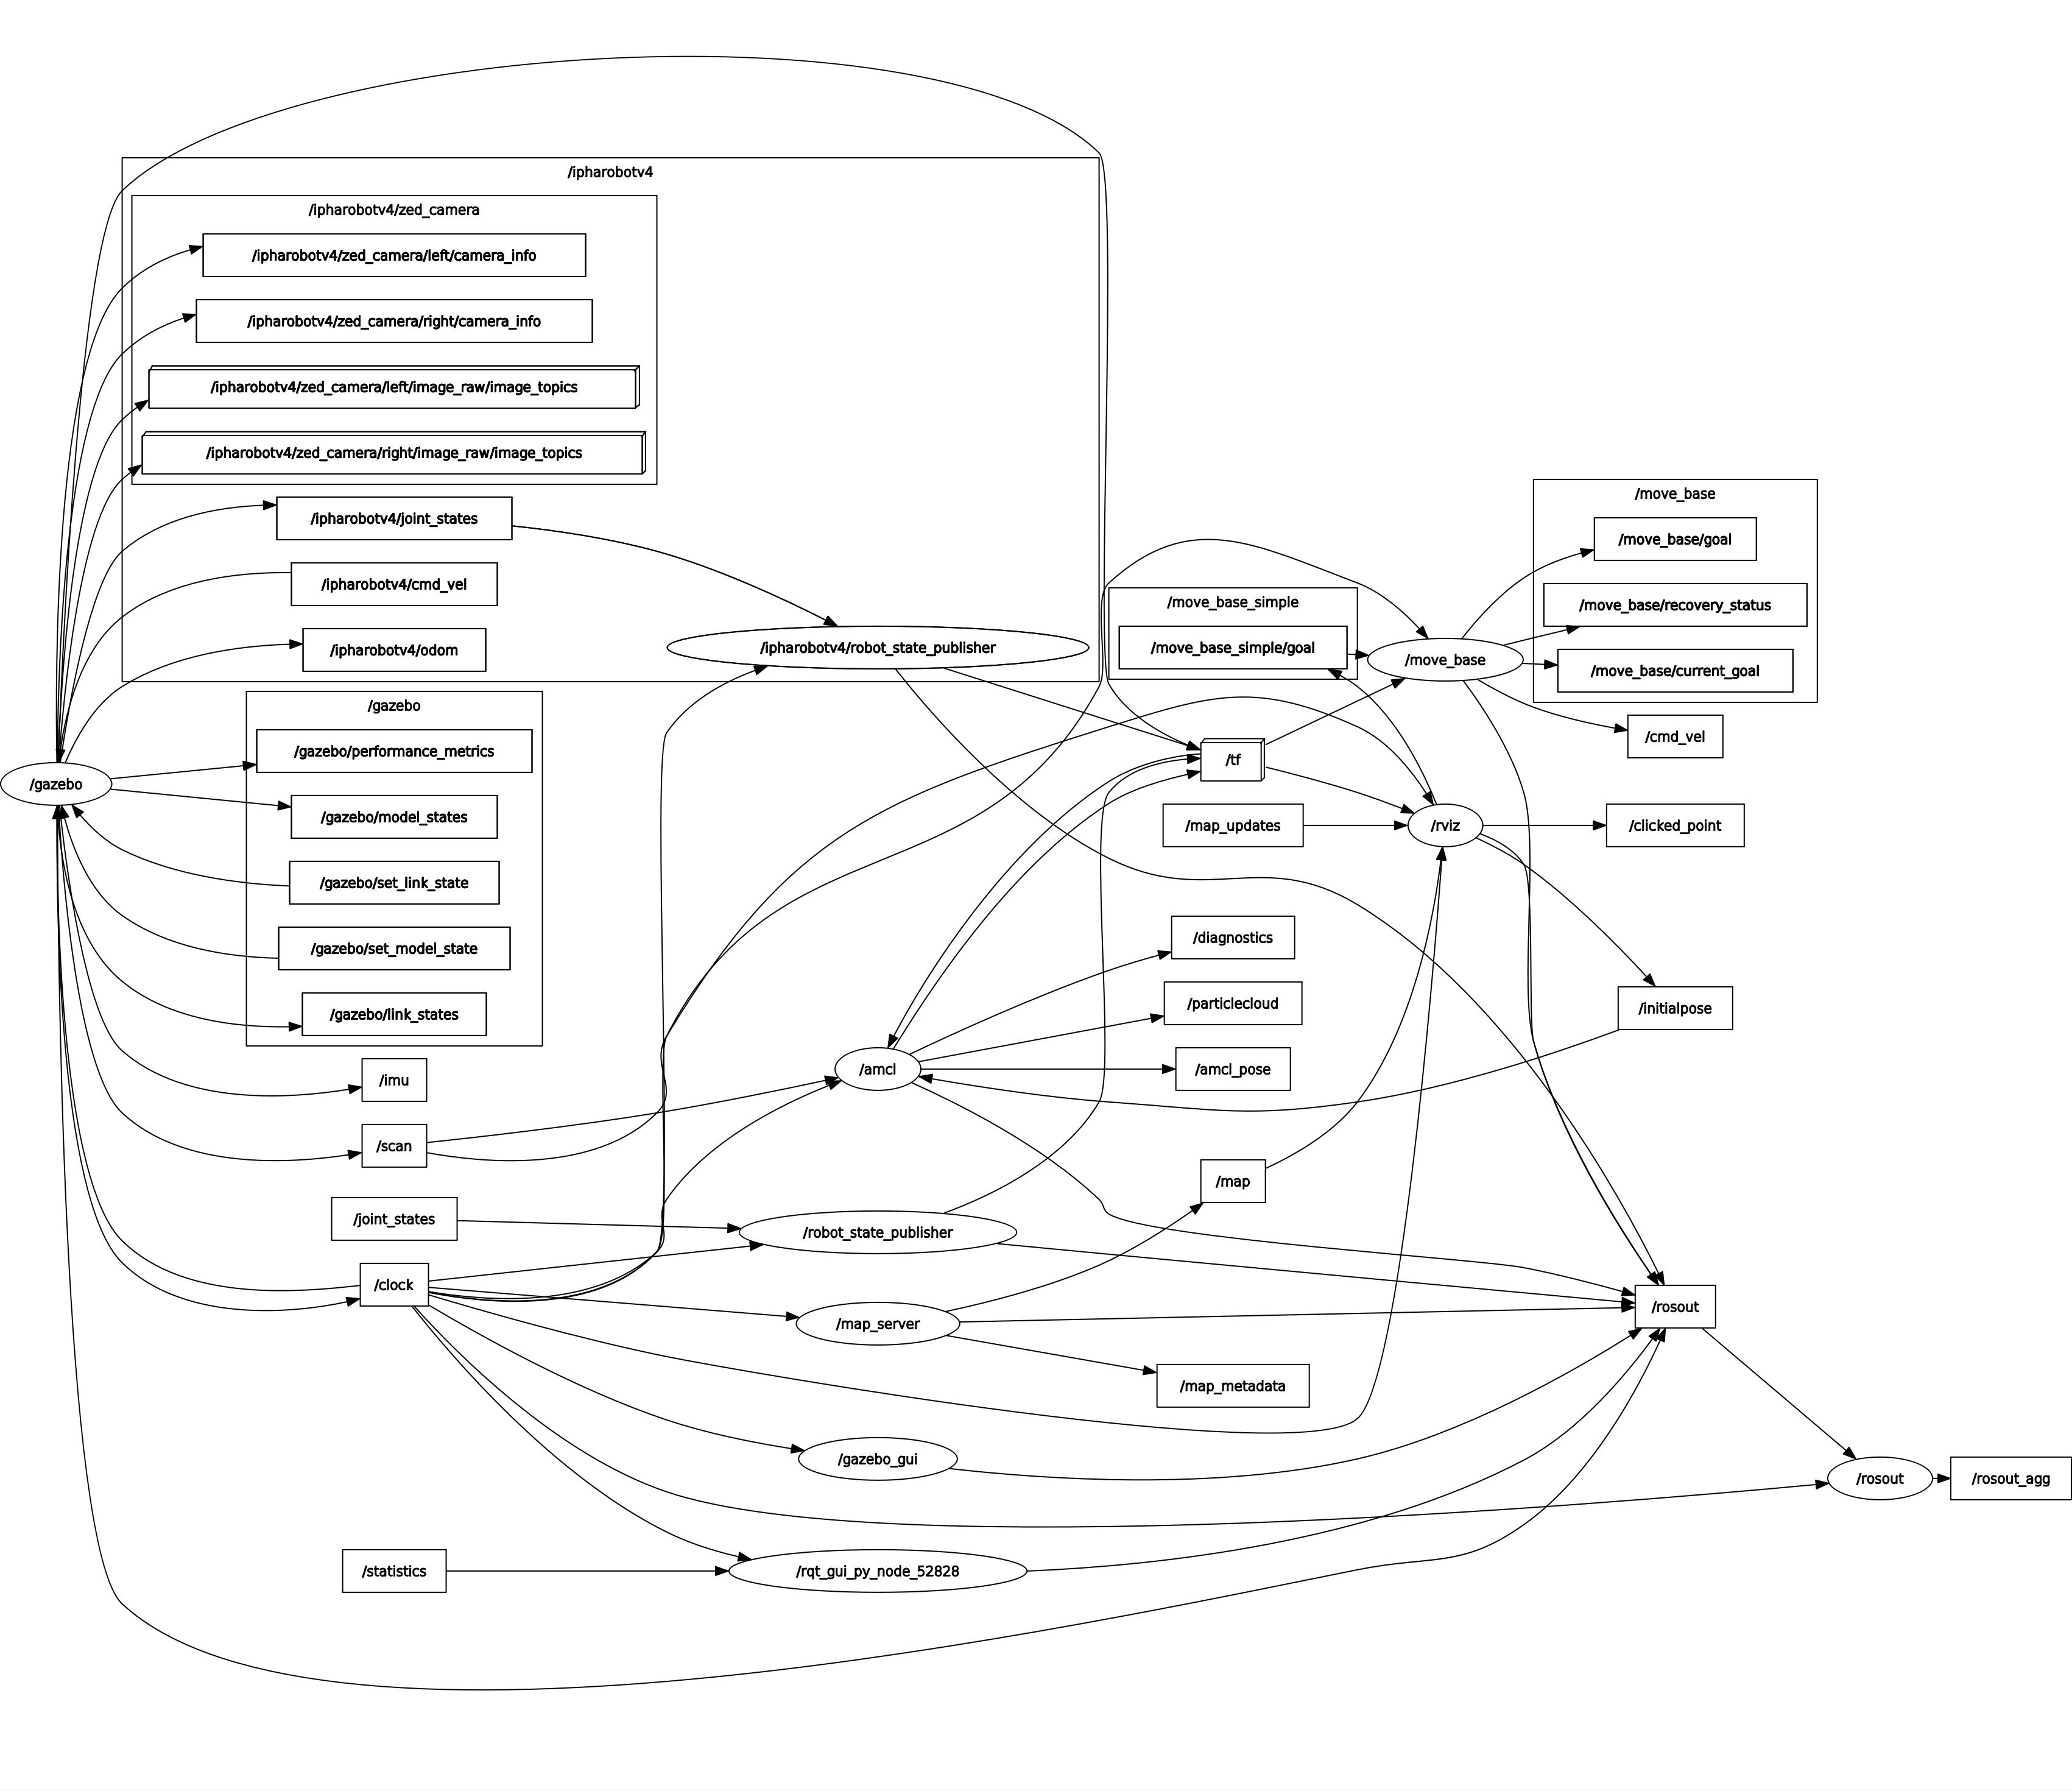 /ipharobotv4
/ipharobotv4/zed_camera
/ipharobotv4/zed_camera/left/camera_info
/ipharobotv4/zed_camera/right/camera_info
/ipharobotv4/zed_camera/left/image_raw/image_topics
/ipharobotv4/zed_camera/right/image_raw/image_topics
/ipharobotv4/joint_states
/ipharobotv4/cmd_vel
/ipharobotv4/odom
/ipharobotv4/robot_state_publisher
/gazebo
/gazebo
/gazebo/performance_metrics
/gazebo/model_states
/gazebo/set_link_state
/gazebo/set_model_state
/gazebo/link_states
/imu
/scan
/joint_states
/clock
/statistics
/amcl
/robot_state_publisher
/map_server
/gazebo_gui
/rqt_gui_py_node_52828
/move_base_simple
/move_base_simple/goal
/tf
/map_updates
/diagnostics
/particlecloud
/amcl_pose
/map
/map_metadata
/move_base
/rviz
/move_base
/move_base/goal
/move_base/recovery_status
/move_base/current_goal
/cmd_vel
/clicked_point
/initialpose
/rosout
/rosout
/rosout_agg